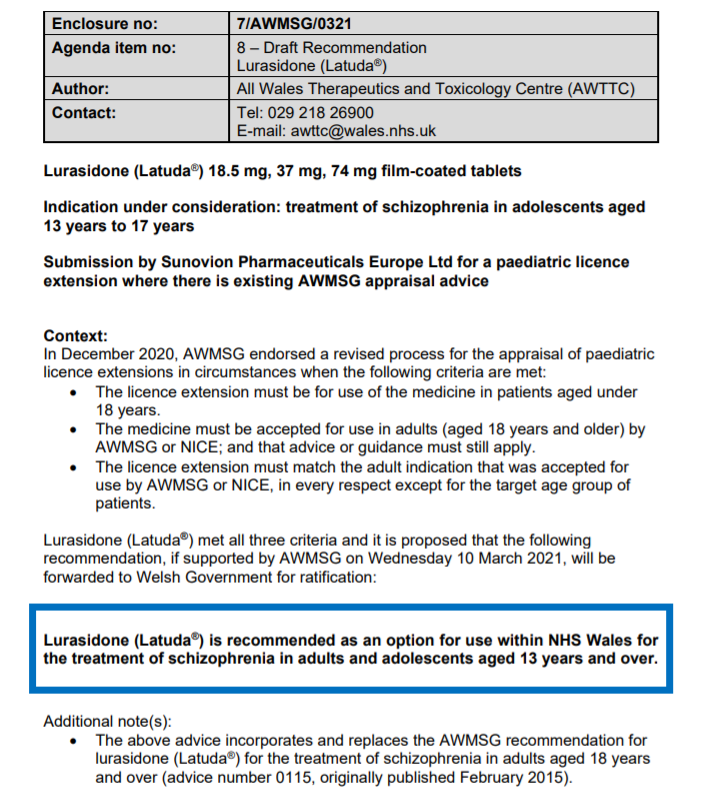 Enclosure no: 7/AWMSG/0321
Agenda item no: 8 – Draft Recommendation
Lurasidone (Latuda®)
Author: All Wales Therapeutics and Toxicology Centre (AWTTC)
Contact: Tel: 029 218 26900
E-mail: awttc@wales.nhs.uk
Lurasidone (Latuda®) 18.5 mg, 37 mg, 74 mg film-coated tablets
Indication under consideration: treatment of schizophrenia in adolescents aged
13 years to 17 years
Submission by Sunovion Pharmaceuticals Europe Ltd for a paediatric licence
extension where there is existing AWMSG appraisal advice
Context:
In December 2020, AWMSG endorsed a revised process for the appraisal of paediatric
licence extensions in circumstances when the following criteria are met:
• The licence extension must be for use of the medicine in patients aged under
18 years.
• The medicine must be accepted for use in adults (aged 18 years and older) by
AWMSG or NICE; and that advice or guidance must still apply.
• The licence extension must match the adult indication that was accepted for
use by AWMSG or NICE, in every respect except for the target age group of
patients.
Lurasidone (Latuda®) met all three criteria and it is proposed that the following
recommendation, if supported by AWMSG on Wednesday 10 March 2021, will be
forwarded to Welsh Government for ratification:
Lurasidone (Latuda®) is recommended as an option for use within NHS Wales for
the treatment of schizophrenia in adults and adolescents aged 13 years and over.
Additional note(s):
• The above advice incorporates and replaces the AWMSG recommendation for
lurasidone (Latuda®) for the treatment of schizophrenia in adults aged 18 years
and over (advice number 0115, originally published February 2015).